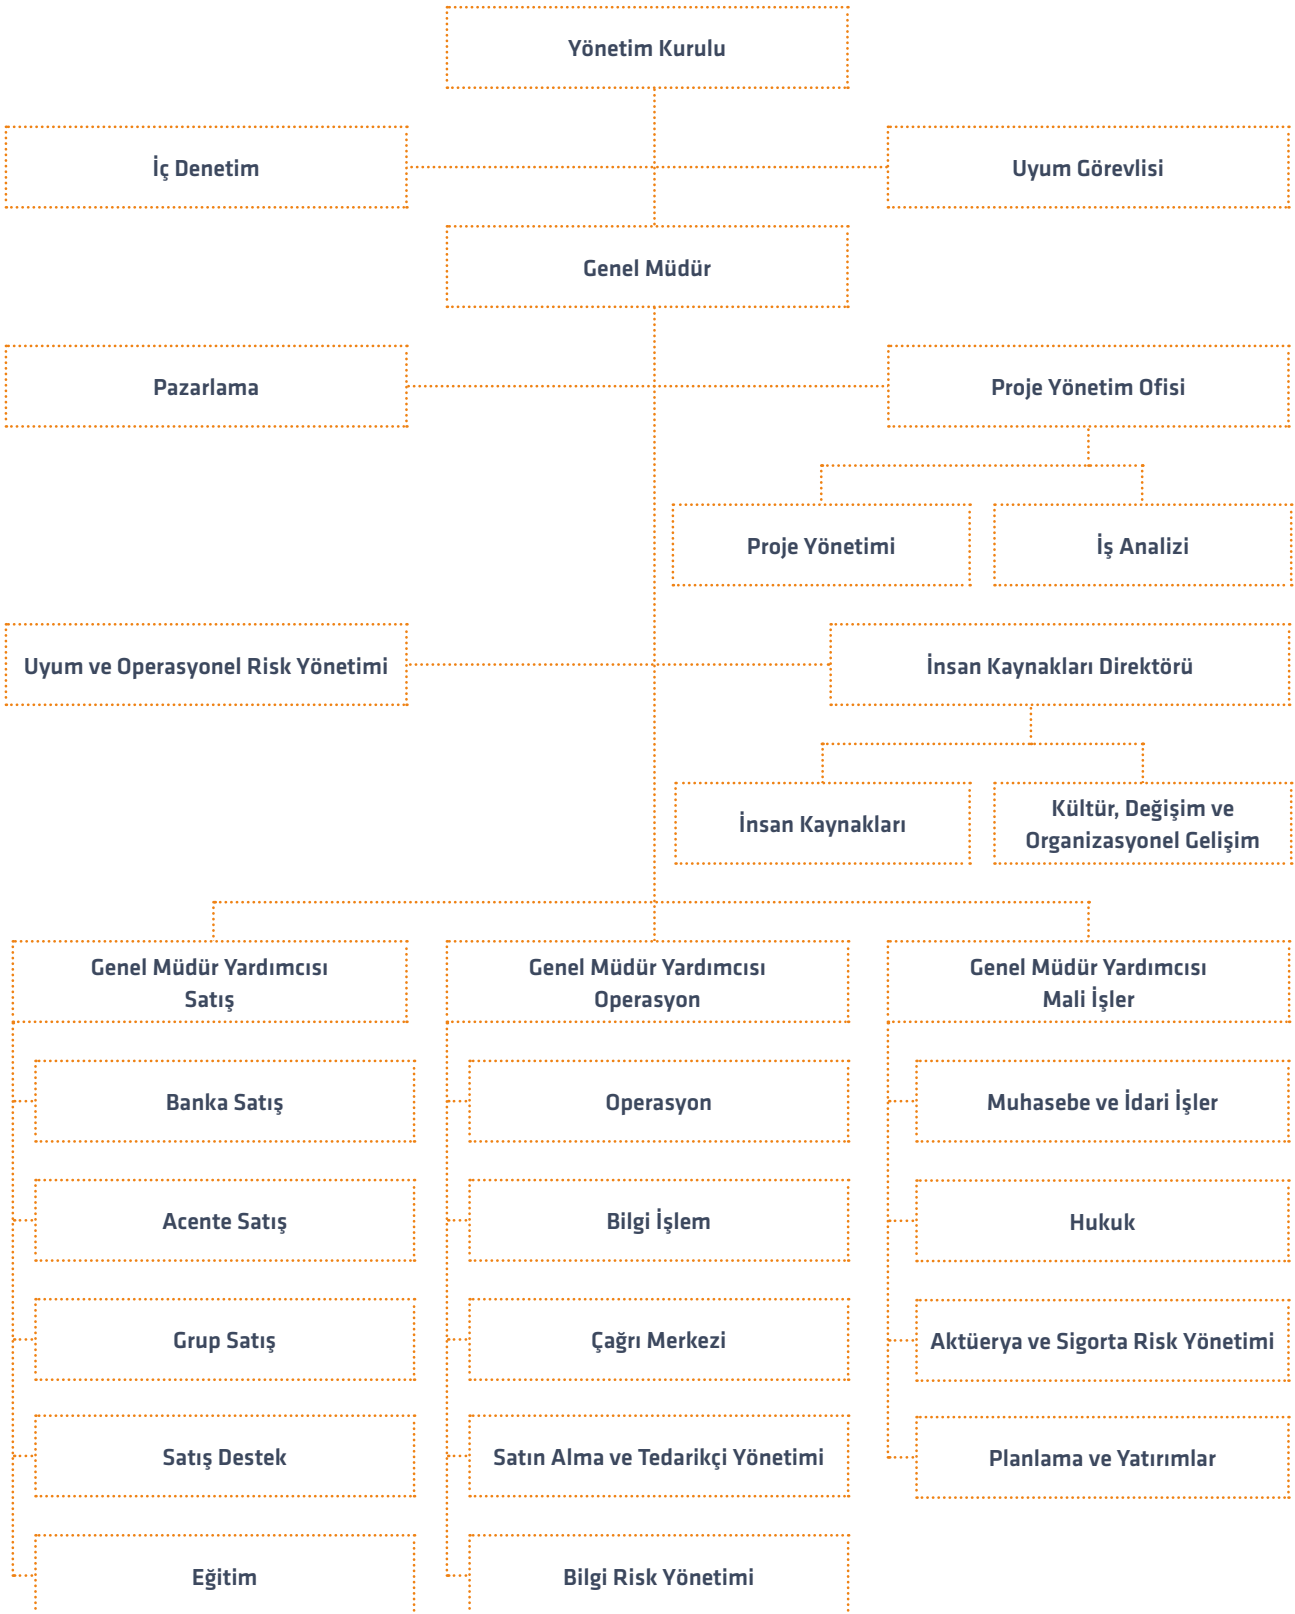 Yönetim Kurulu
İç Denetim
Uyum Görevlisi
Genel Müdür
Pazarlama
Proje Yönetim Ofisi
Proje Yönetimi
İş Analizi
Uyum ve Operasyonel Risk Yönetimi
İnsan Kaynakları Direktörü
İnsan Kaynakları
Kültür, Değişim ve
Organizasyonel Gelişim
Genel Müdür Yardımcısı
Satış
Genel Müdür Yardımcısı
Operasyon
Genel Müdür Yardımcısı
Mali İşler
Banka Satış
Operasyon
Muhasebe ve İdari İşler
Acente Satış
Bilgi İşlem
Hukuk
Grup Satış
Çağrı Merkezi
Aktüerya ve Sigorta Risk Yönetimi
Satış Destek
Satın Alma ve Tedarikçi Yönetimi
Planlama ve Yatırımlar
Eğitim
Bilgi Risk Yönetimi